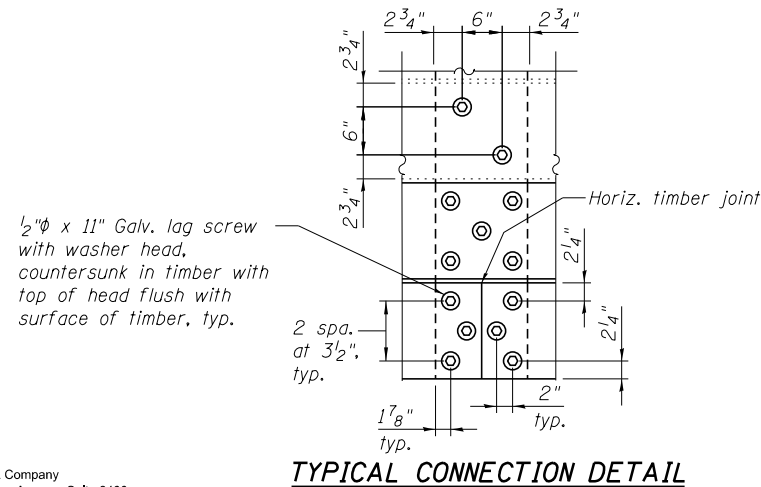 2 3/4" 6" 2 3/4"
2 3/4"
6"
2 3/4"
Horiz. timber joint
1/2"φ x 11" Galv. lag screw
with washer head,
countersunk in timber with
top of head flush with
surface of timber, typ.
2 1/4"
2 spa.
at 3 1/2",
typ.
2 1/4"
2"
typ.
1 7/8"
typ.
Company
TYPICAL CONNECTION DETAIL